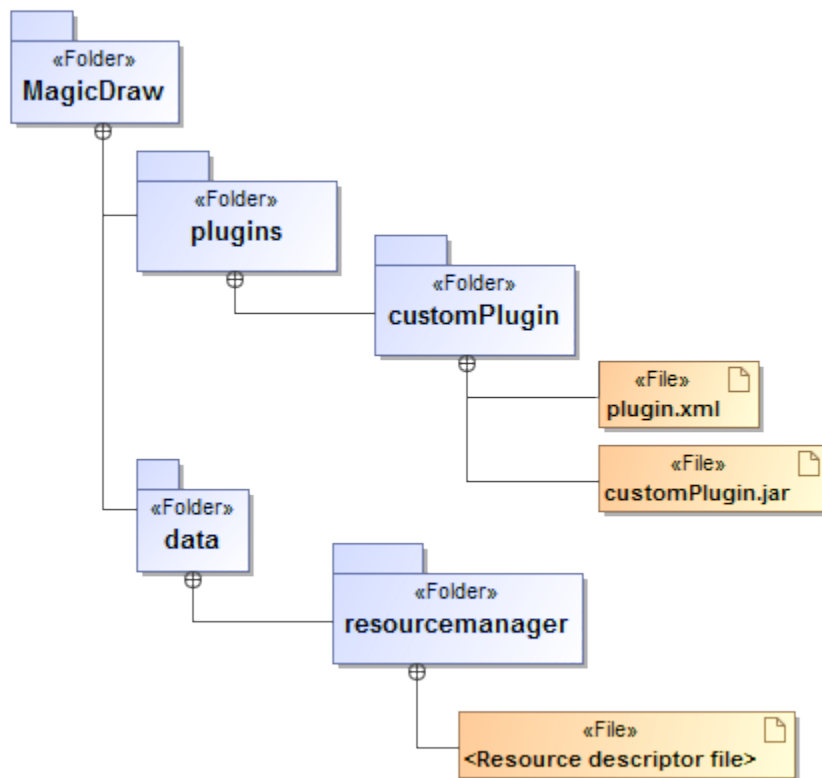 «Folder»
MagicDraw
«Folder»
plugins
«Folder»
customPlugin
«File»
plugin.xml
«File»
customPlugin.jar
«Folder»
data
«Folder»
resourcemanager
«File»
<Resource descriptor file>